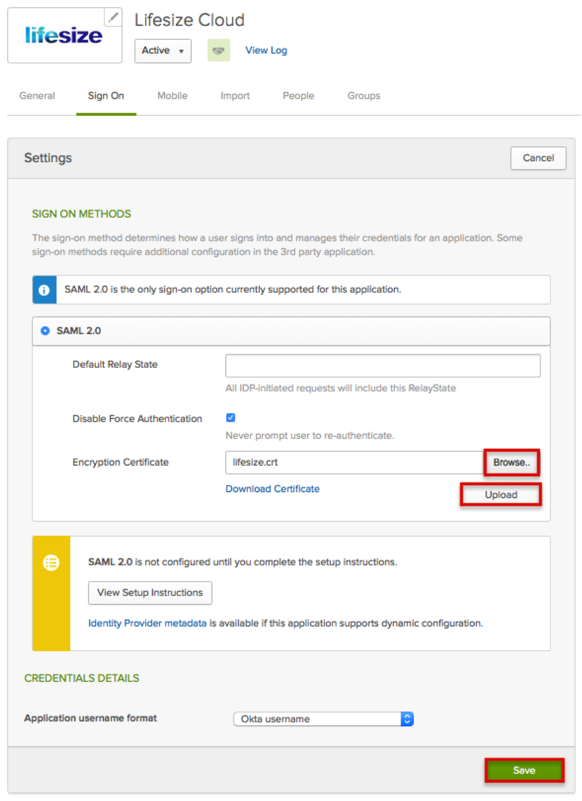 lifesize
Lifesize Cloud
Active
View Log
General Sign On Mobile Import People Groups
Settings
Cancel
SIGN ON METHODS
The sign-on method determines how a user signs into and manages their credentials for an application. Some
sign-on methods require additional configuration in the 3rd party application.
SAML 2.0 is the only sign-on option currently supported for this application.
SAML 2.0
Default Relay State
All IDP-initiated requests will include this RelayState
Disable Force Authentication
Never prompt user to re-authenticate.
Encryption Certificate
lifesize.crt
Browse..
Download Certificate
Upload
SAML 2.0 is not configured until you complete the setup instructions.
View Setup Instructions
Identity Provider metadata is available if this application supports dynamic configuration.
CREDENTIALS DETAILS
Application username format
Okta username
Save